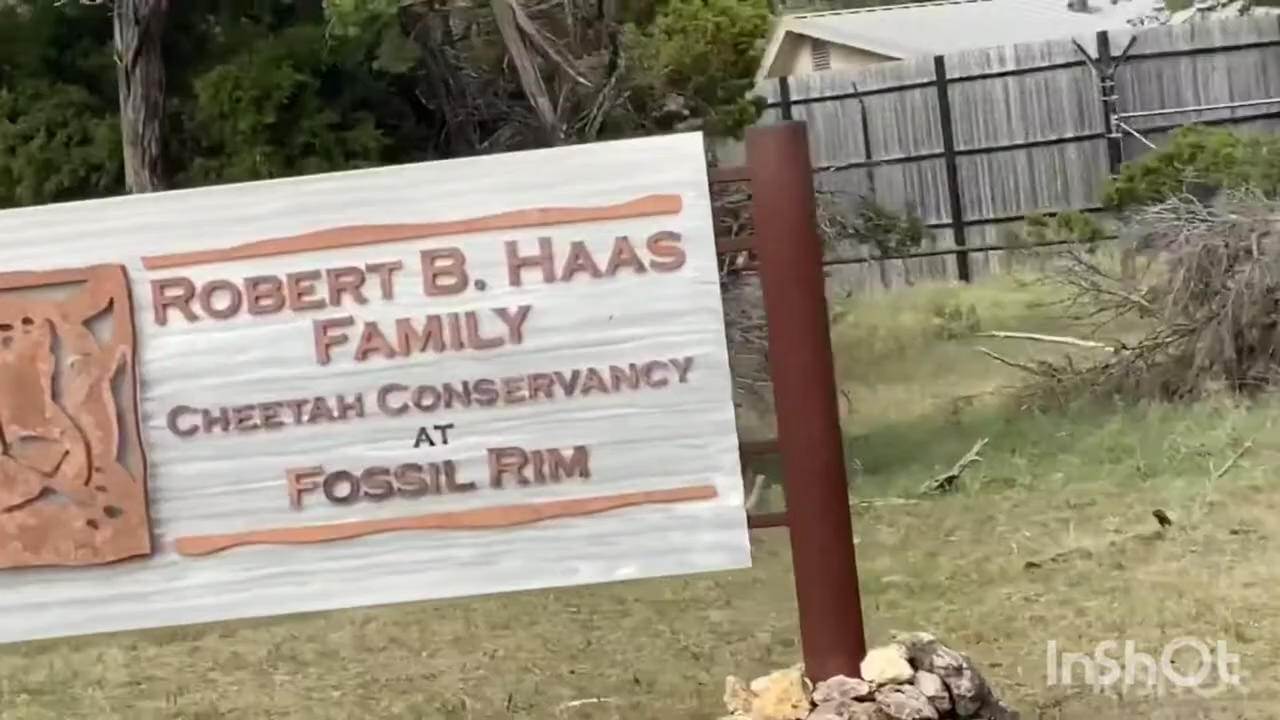 ROBERT B. HAAS
FAMILY
CHEETAH CONSERVANCY
AT
FOSSIL RIM
InShOt